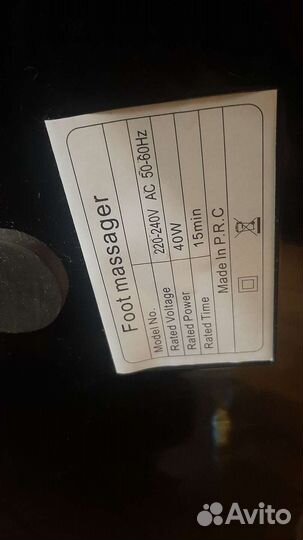 Foot massager
Model No.
Rated Voltage 220-240V AC 50-60Hz
Rated Power 40W
Rated Time 15min
Made In P.R.C
Avito